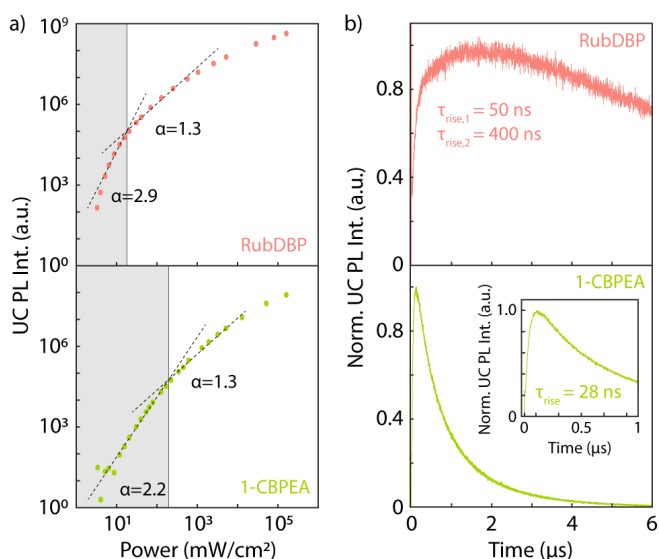 a)
10⁹
10⁶
10³
10⁰
α=1.3
α=2.9
RubDBP
10⁶
10³
10⁰
α=1.3
α=2.2
1-CBPEA
UC PL Int. (a.u.)
10¹
10³
10⁵
Power (mW/cm²)
b)
RubDBP
0.8
0.4
0
τrise,1 = 50 ns
τrise,2 = 400 ns
1-CBPEA
0.8
0.4
0
Norm. UC PL Int. (a.u.)
1.0
0
τrise = 28 ns
0
0.5
1
Time (μs)
Norm. UC PL Int. (a.u.)
0
2
4
6
Time (μs)